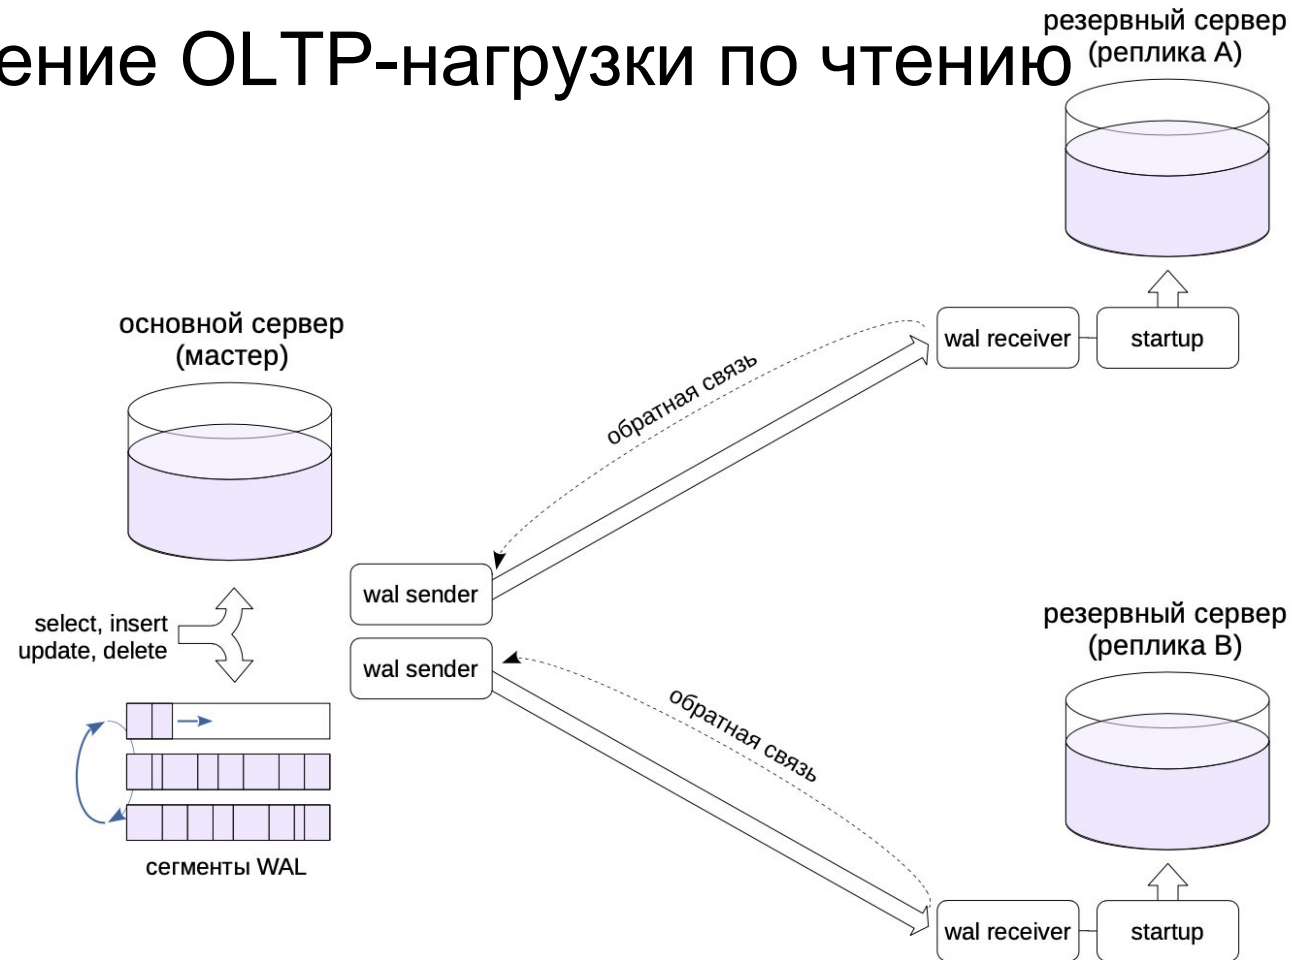 ение OLTP-нагрузки по чтению
резервный сервер
(реплика A)
wal receiver
startup
основной сервер
(мастер)
обратная связь
wal sender
select, insert
update, delete
wal sender
резервный сервер
(реплика B)
обратная связь
сегменты WAL
wal receiver
startup